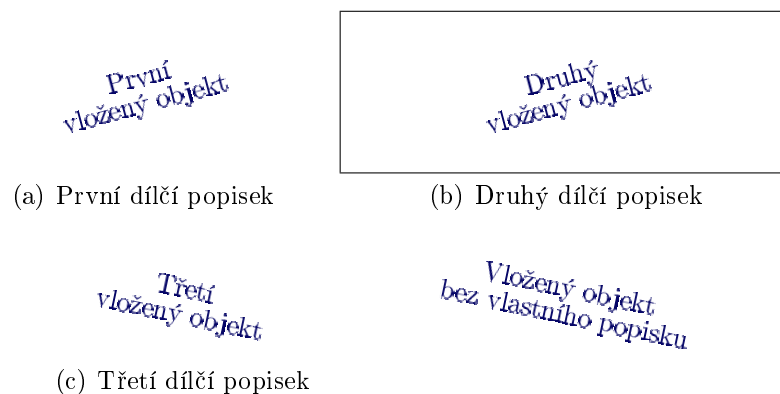 První
vložený objekt
Druhý
vložený objekt
(a) První dílčí popisek
(b) Druhý dílčí popisek
Třetí
vložený objekt
Vložený objekt
bez vlastního popisku
(c) Třetí dílčí popisek